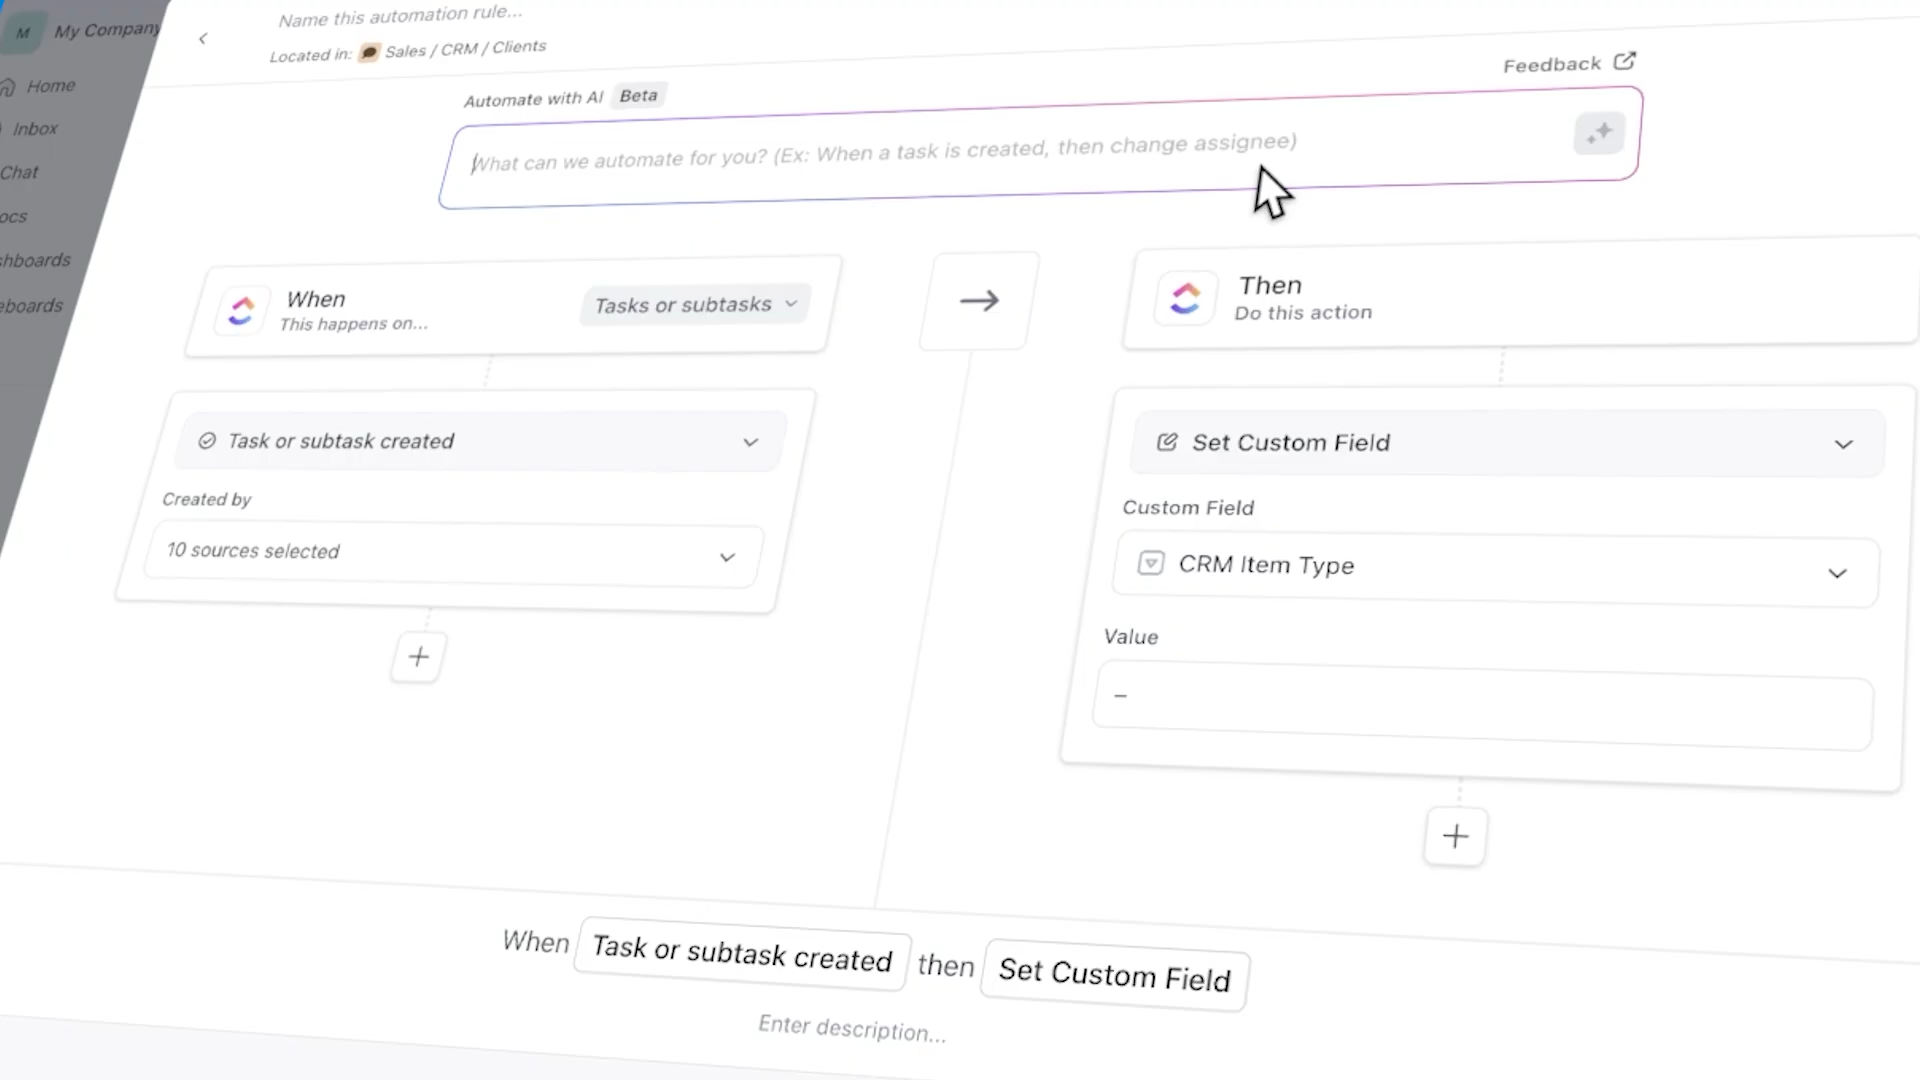 M My Company
Home
Inbox
Chat
ocs
shboards
eboards
Name this automation rule...
Located in: Sales / CRM / Clients
Feedback
Automate with AI Beta
What can we automate for you? (Ex: When a task is created, then change assignee)
When
This happens on...
Tasks or subtasks
Task or subtask created
Created by
10 sources selected
Then
Do this action
Set Custom Field
Custom Field
CRM Item Type
Value
–
When Task or subtask created then Set Custom Field
Enter description...